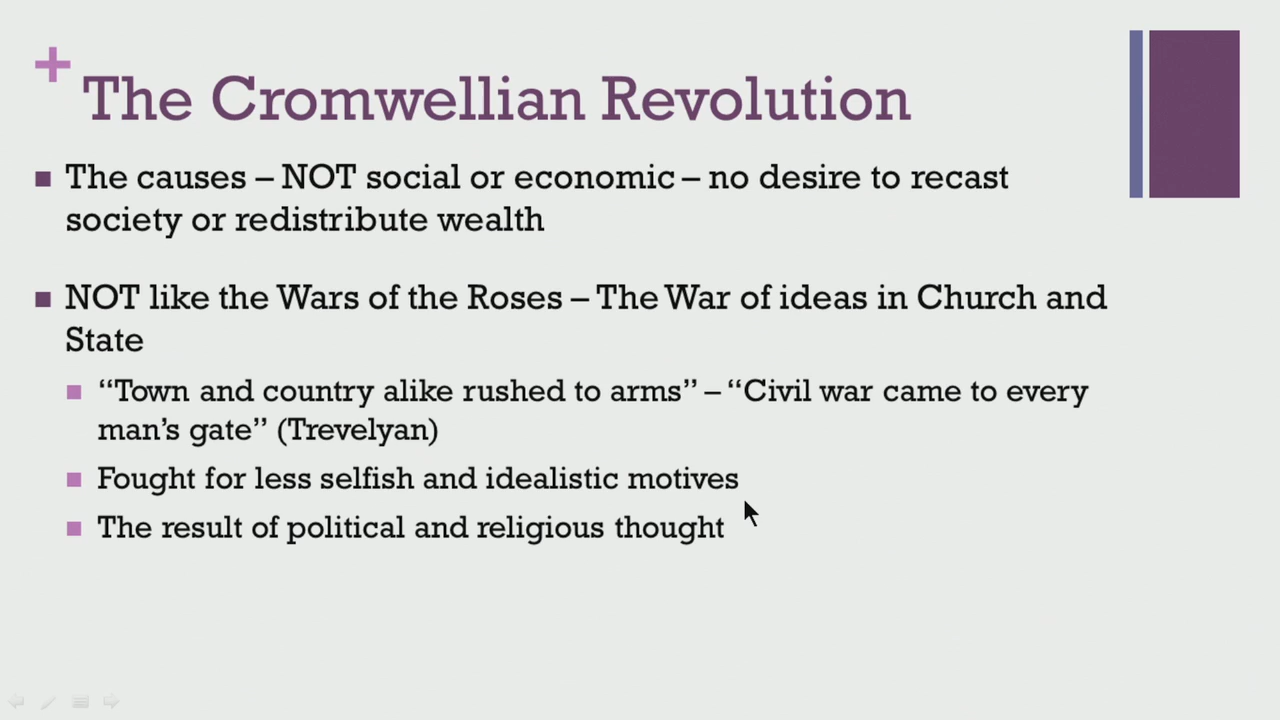 +
The Cromwellian Revolution
The causes – NOT social or economic – no desire to recast
society or redistribute wealth
NOT like the Wars of the Roses – The War of ideas in Church and
State
“Town and country alike rushed to arms” – “Civil war came to every
man’s gate” (Trevelyan)
Fought for less selfish and idealistic motives
The result of political and religious thought